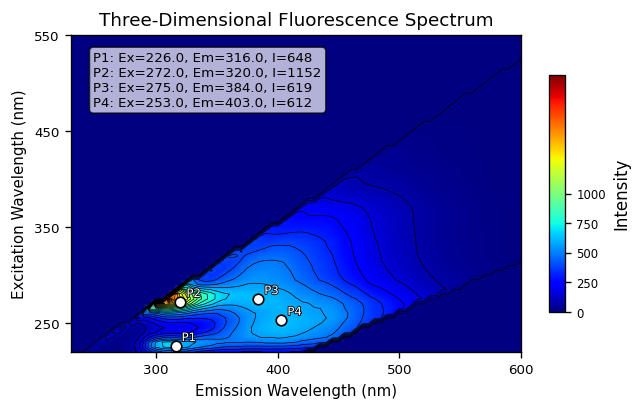 Three-Dimensional Fluorescence Spectrum
P1: Ex=226.0, Em=316.0, I=648
P2: Ex=272.0, Em=320.0, I=1152
P3: Ex=275.0, Em=384.0, I=619
P4: Ex=253.0, Em=403.0, I=612
Excitation Wavelength (nm)
550
450
350
250
P2
P3
P4
P1
300
400
500
600
Emission Wavelength (nm)
1000
750
500
250
0
Intensity